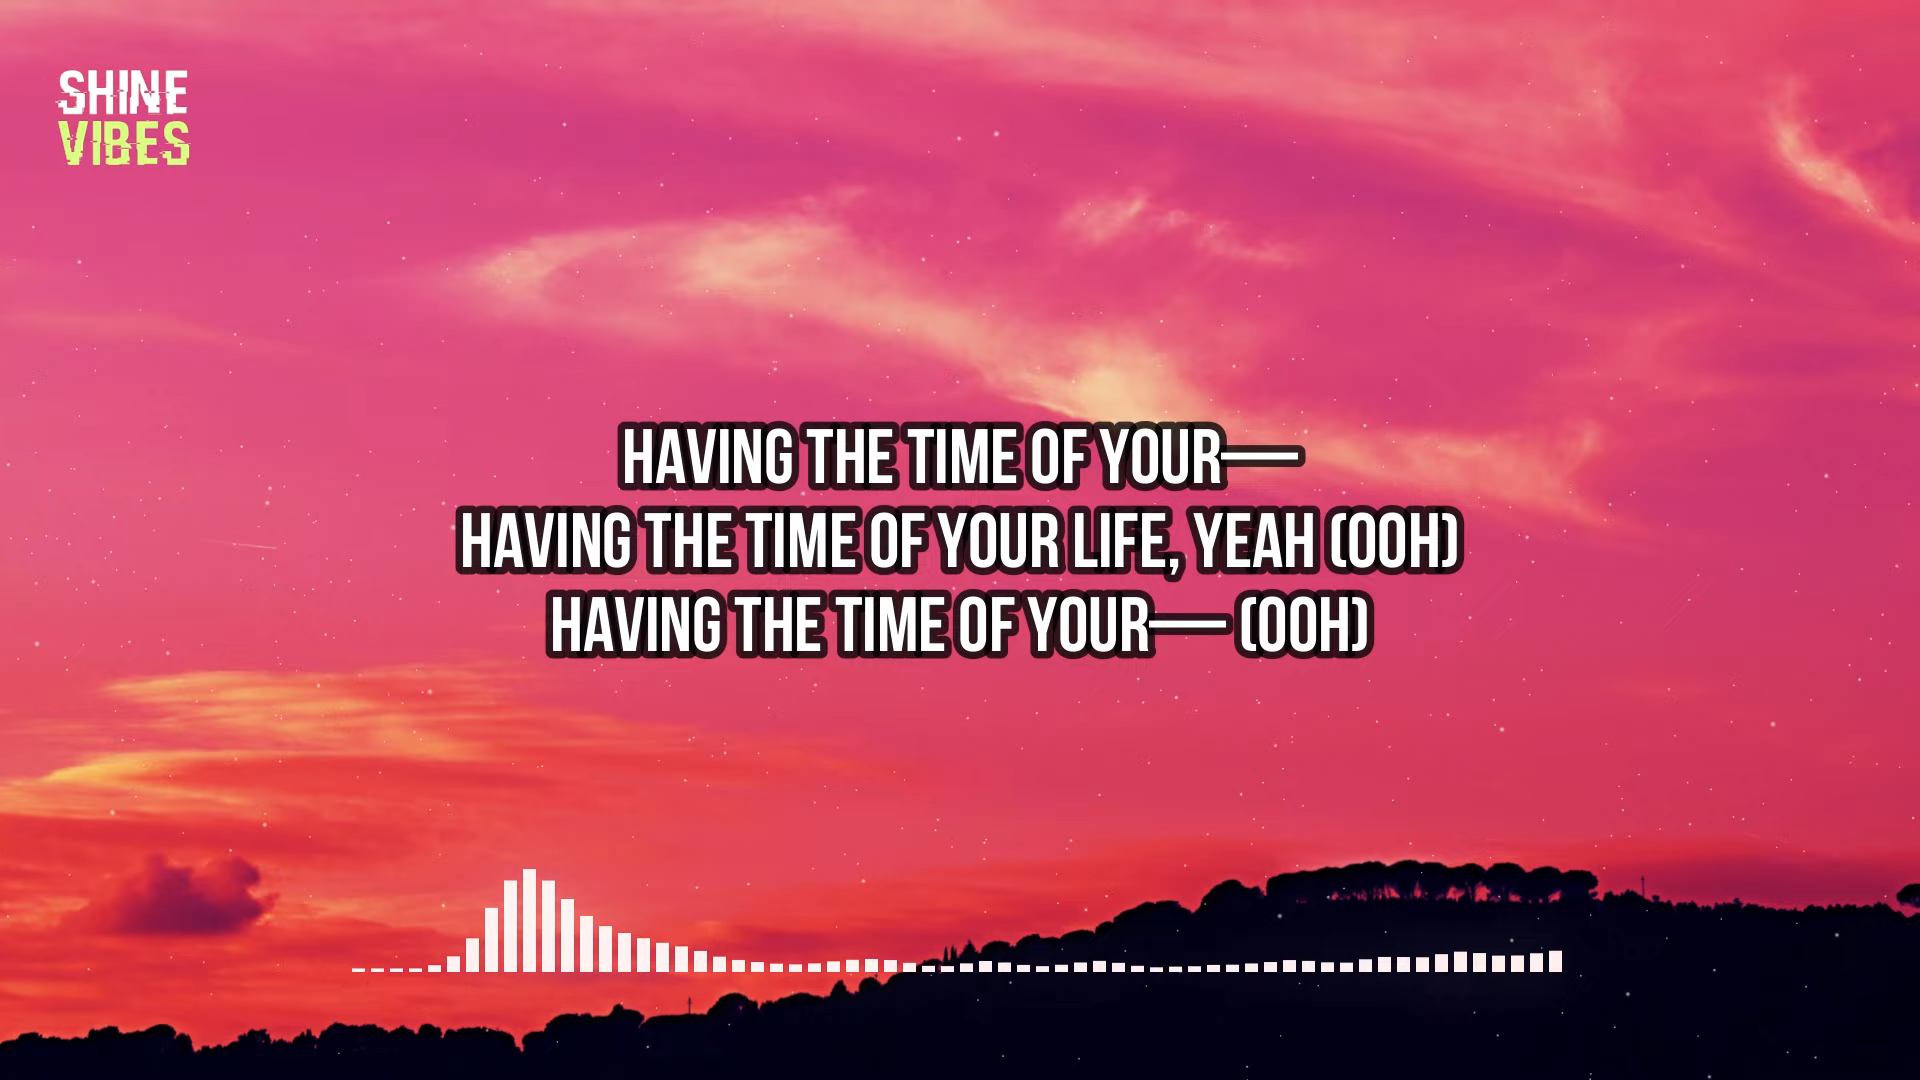 SHINE
VIBES
HAVING THE TIME OF YOUR—
HAVING THE TIME OF YOUR LIFE, YEAH (OOH)
HAVING THE TIME OF YOUR— (OOH)